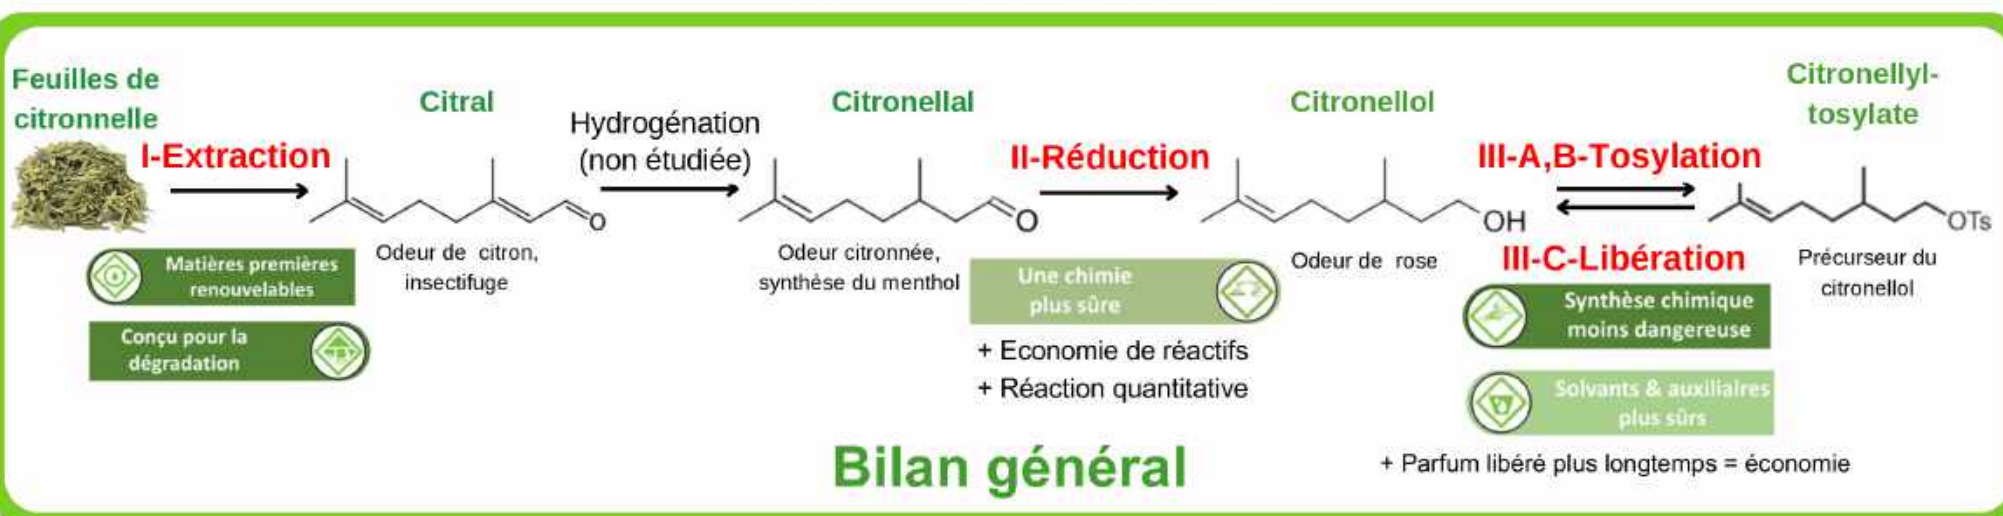 Feuilles de
citronnelle
I-Extraction
Matières premières
renouvelables
Conçu pour la
dégradation
Citral
O
Odeur de citron,
insectifuge
Hydrogénation
(non étudiée)
Citronellal
O
Odeur citronnée,
synthèse du menthol
II-Réduction
Une chimie
plus sûre
+ Economie de réactifs
+ Réaction quantitative
Citronellol
OH
Odeur de rose
III-A,B-Tosylation
III-C-Libération
Synthèse chimique
moins dangereuse
Solvants & auxiliaires
plus sûrs
+ Parfum libéré plus longtemps = économie
Citronellyl-
tosylate
OTs
Précurseur du
citronellol
Bilan général